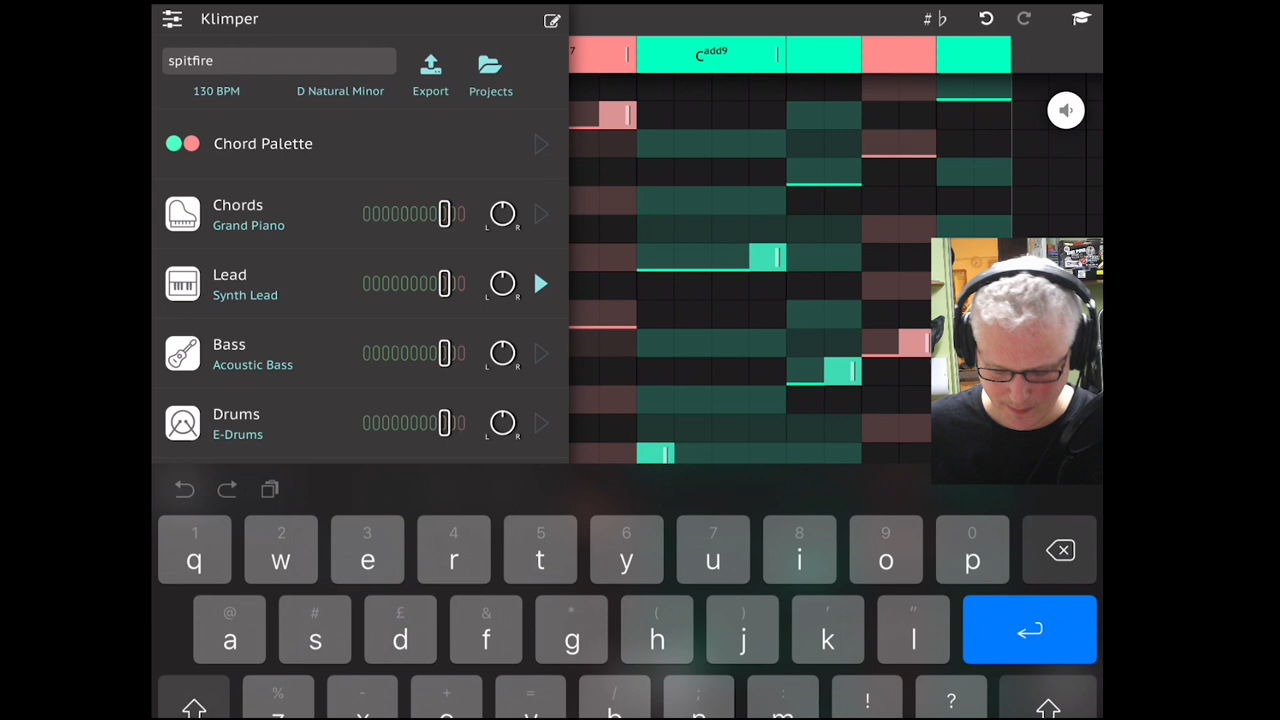 Klimper
# ♭
spitfire
130 BPM
D Natural Minor
Export
Projects
7
Cadd9
Chord Palette
Chords
Grand Piano
L R
Lead
Synth Lead
L R
Bass
Acoustic Bass
L R
Drums
E-Drums
L R
1 2 3 4 5 6 7 8 9 0
q w e r t y u i o p
@ # £ & * ( ) ' "
a s d f g h j k l
% - + = / ; : ! ?